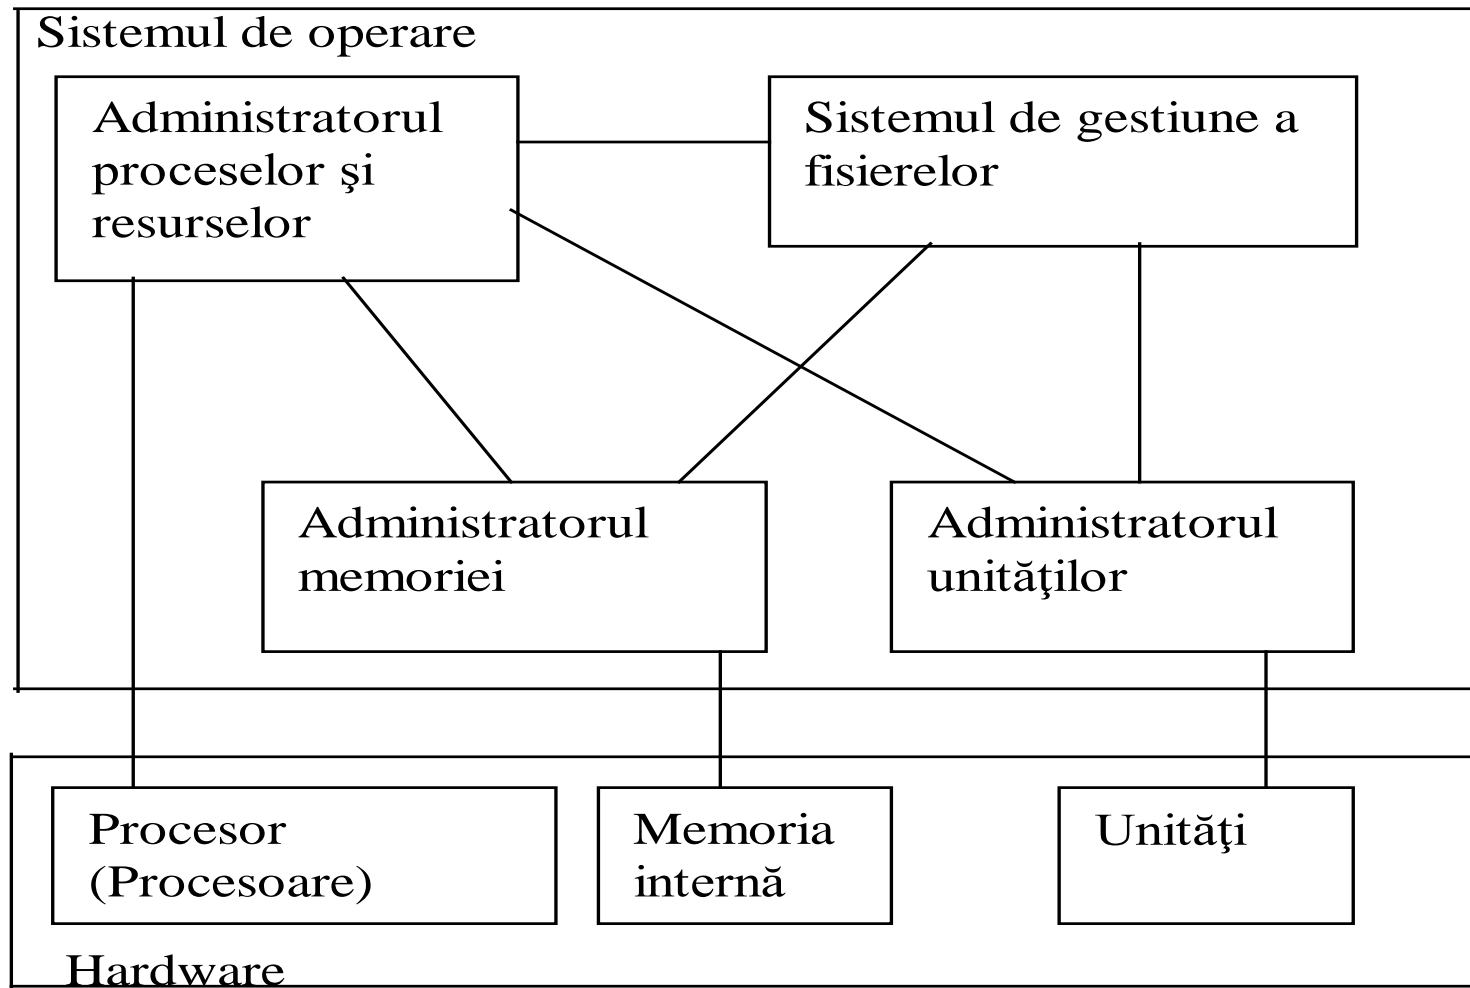 Sistemul de operare
Administratorul
proceselor şi
resurselor
Sistemul de gestiune a
fisierelor
Administratorul
memoriei
Administratorul
unităţilor
Procesor
(Procesoare)
Memoria
internă
Unităţi
Hardware